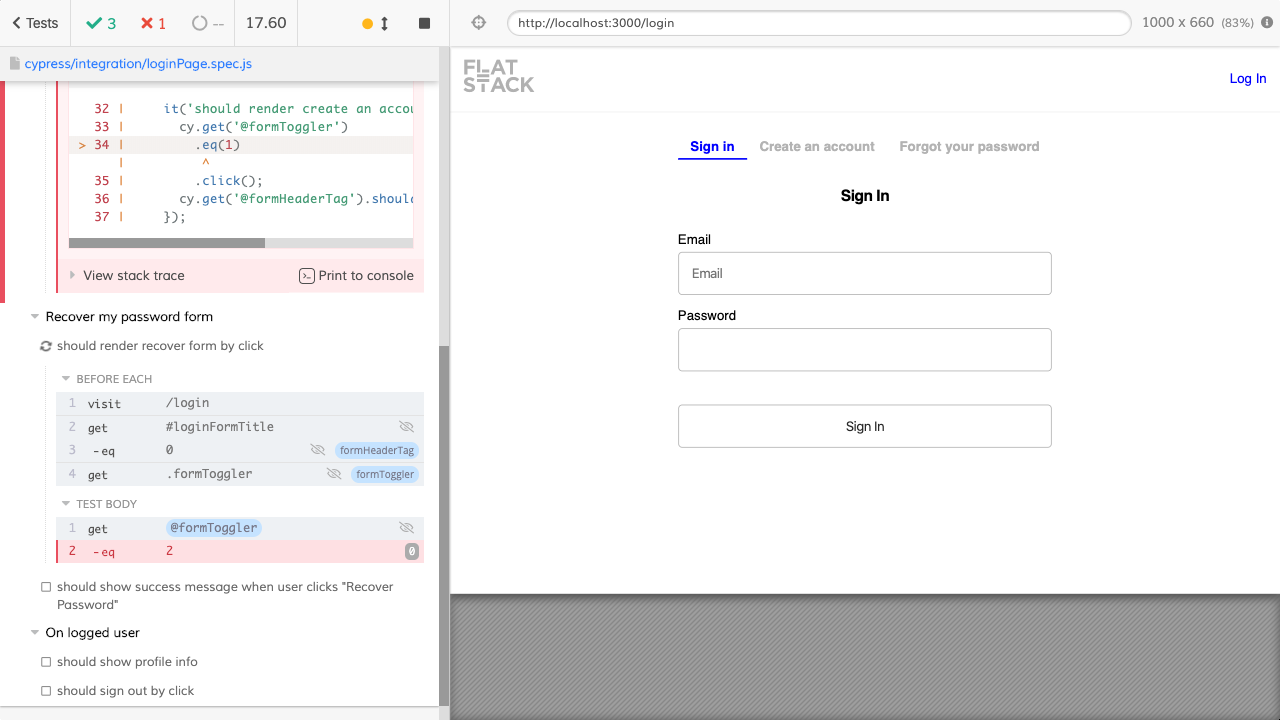 Tests
3
1
--
17.60
http://localhost:3000/login
1000 x 660 (83%)
cypress/integration/loginPage.spec.js
32 | it('should render create an accou
33 | cy.get('@formToggler')
> 34 | .eq(1)
| ^
35 | .click();
36 | cy.get('@formHeaderTag').should
37 | });
View stack trace
Print to console
Recover my password form
should render recover form by click
BEFORE EACH
1 visit /login
2 get #loginFormTitle
3 -eq 0 formHeaderTag
4 get .formToggler formToggler
TEST BODY
1 get @formToggler
2 -eq 2 0
should show success message when user clicks "Recover
Password"
On logged user
should show profile info
should sign out by click
FLAT
STACK
Log In
Sign in Create an account Forgot your password
Sign In
Email
Email
Password
Sign In